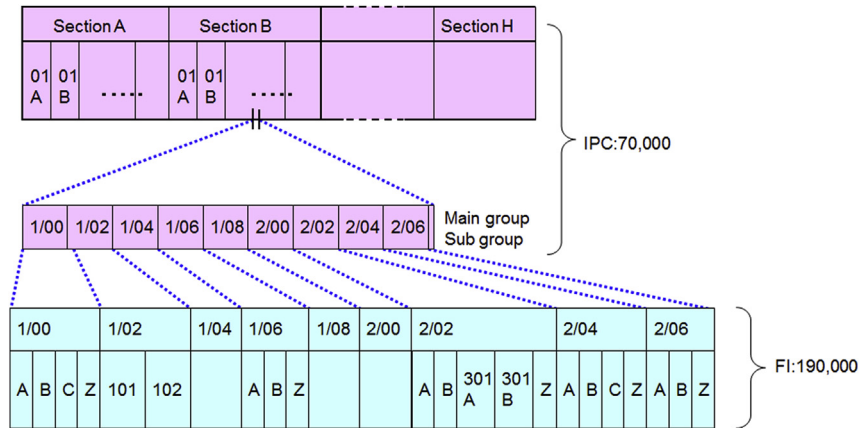 Section A Section B Section H
01 01 01 01
A B ..... A B .....
IPC:70,000
1/00 1/02 1/04 1/06 1/08 2/00 2/02 2/04 2/06
Main group
Sub group
1/00 1/02 1/04 1/06 1/08 2/00 2/02 2/04 2/06
A B C Z 101 102 A B Z A B 301 301 Z A B C Z A B Z
A B
FI:190,000